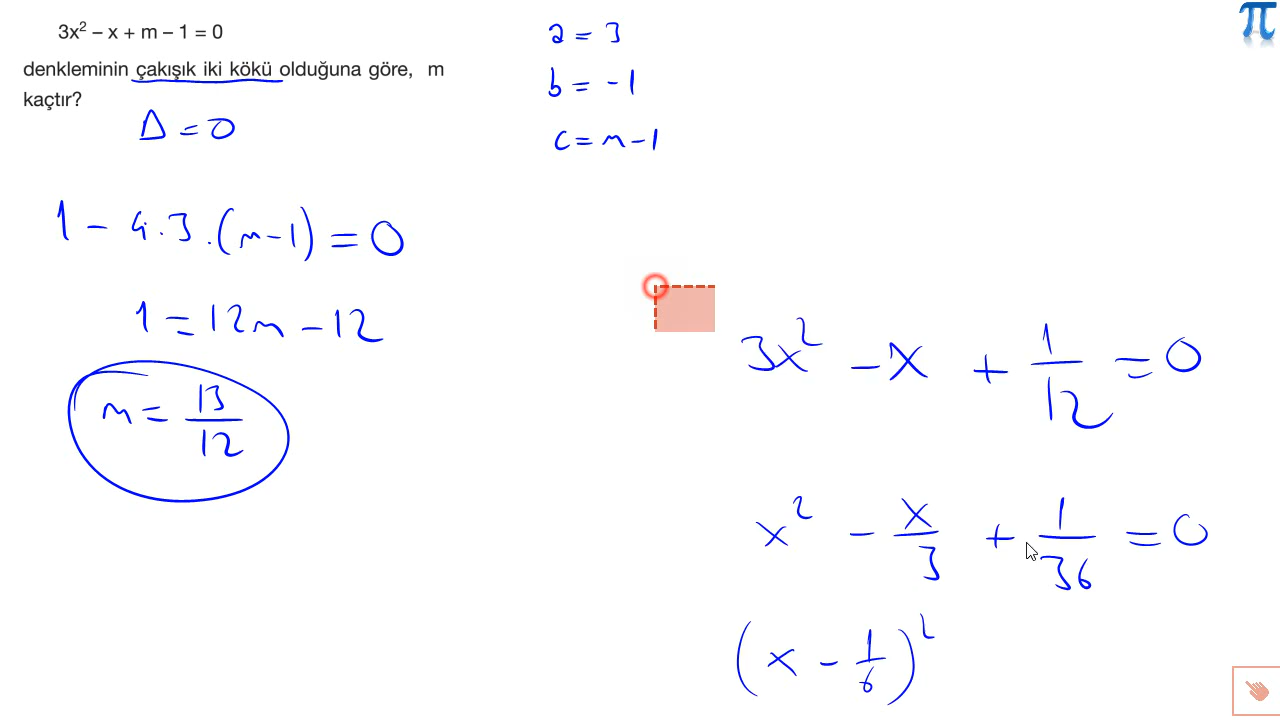 3x² – x + m – 1 = 0
denkleminin çakışık iki kökü olduğuna göre, m
kaçtır?
Δ = 0
a = 3
b = -1
c = m - 1
1 - 4.3.(m-1) = 0
1 = 12m - 12
m = 13/12
3x² - x + 1/12 = 0
x² - x/3 + 1/36 = 0
(x - 1/6)²
π